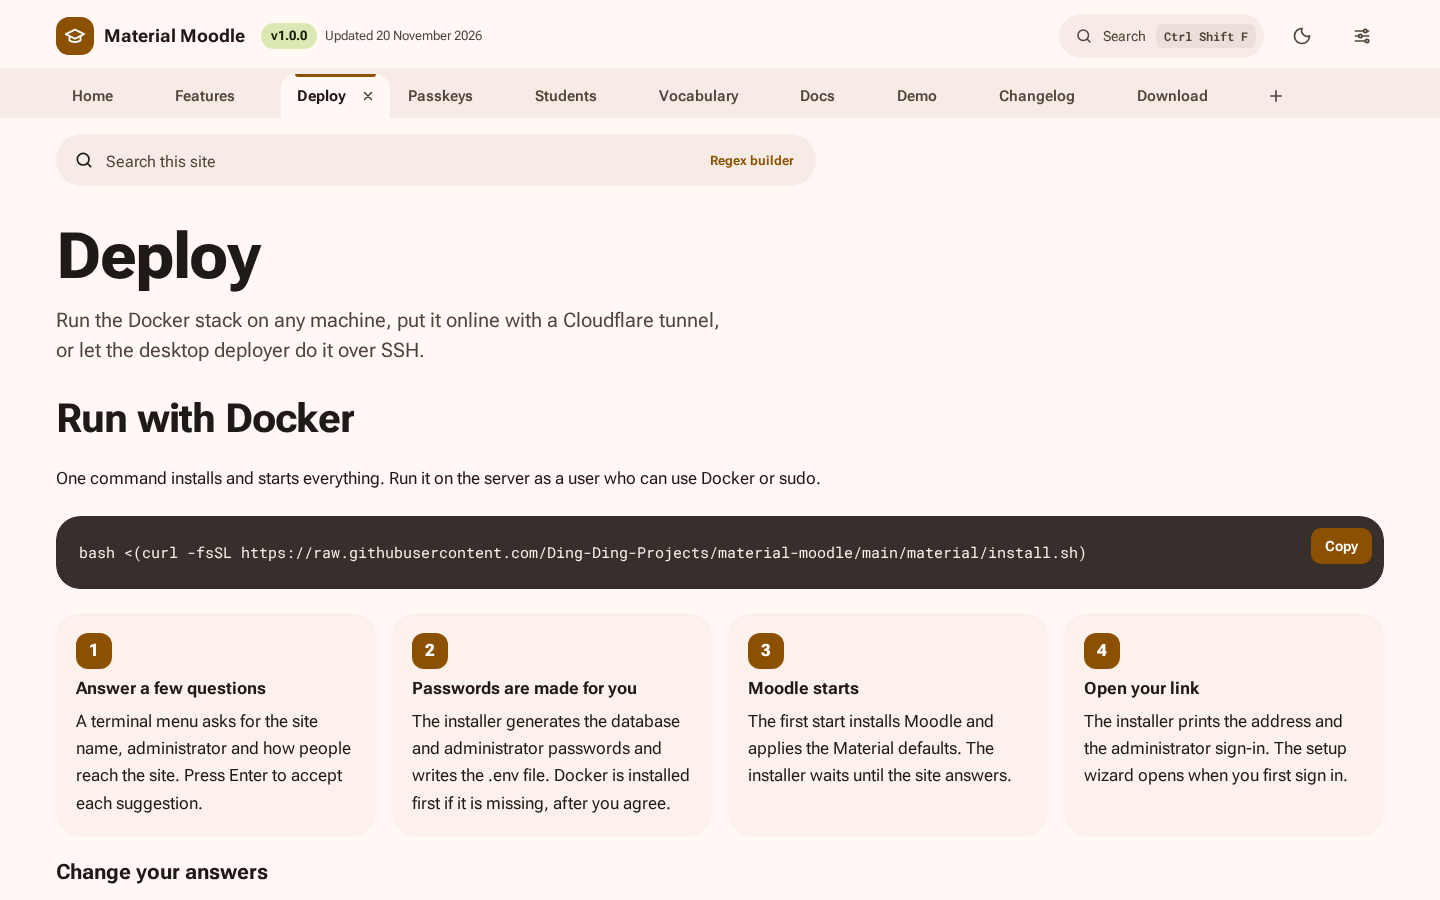 Material Moodle
v1.0.0
Updated 20 November 2026
Search
Ctrl Shift F
Home
Features
Deploy
Passkeys
Students
Vocabulary
Docs
Demo
Changelog
Download
Search this site
Regex builder
Deploy
Run the Docker stack on any machine, put it online with a Cloudflare tunnel,
or let the desktop deployer do it over SSH.
Run with Docker
One command installs and starts everything. Run it on the server as a user who can use Docker or sudo.
bash <(curl -fsSL https://raw.githubusercontent.com/Ding-Ding-Projects/material-moodle/main/material/install.sh)
Copy
1
Answer a few questions
A terminal menu asks for the site
name, administrator and how people
reach the site. Press Enter to accept
each suggestion.
2
Passwords are made for you
The installer generates the database
and administrator passwords and
writes the .env file. Docker is installed
first if it is missing, after you agree.
3
Moodle starts
The first start installs Moodle and
applies the Material defaults. The
installer waits until the site answers.
4
Open your link
The installer prints the address and
the administrator sign-in. The setup
wizard opens when you first sign in.
Change your answers